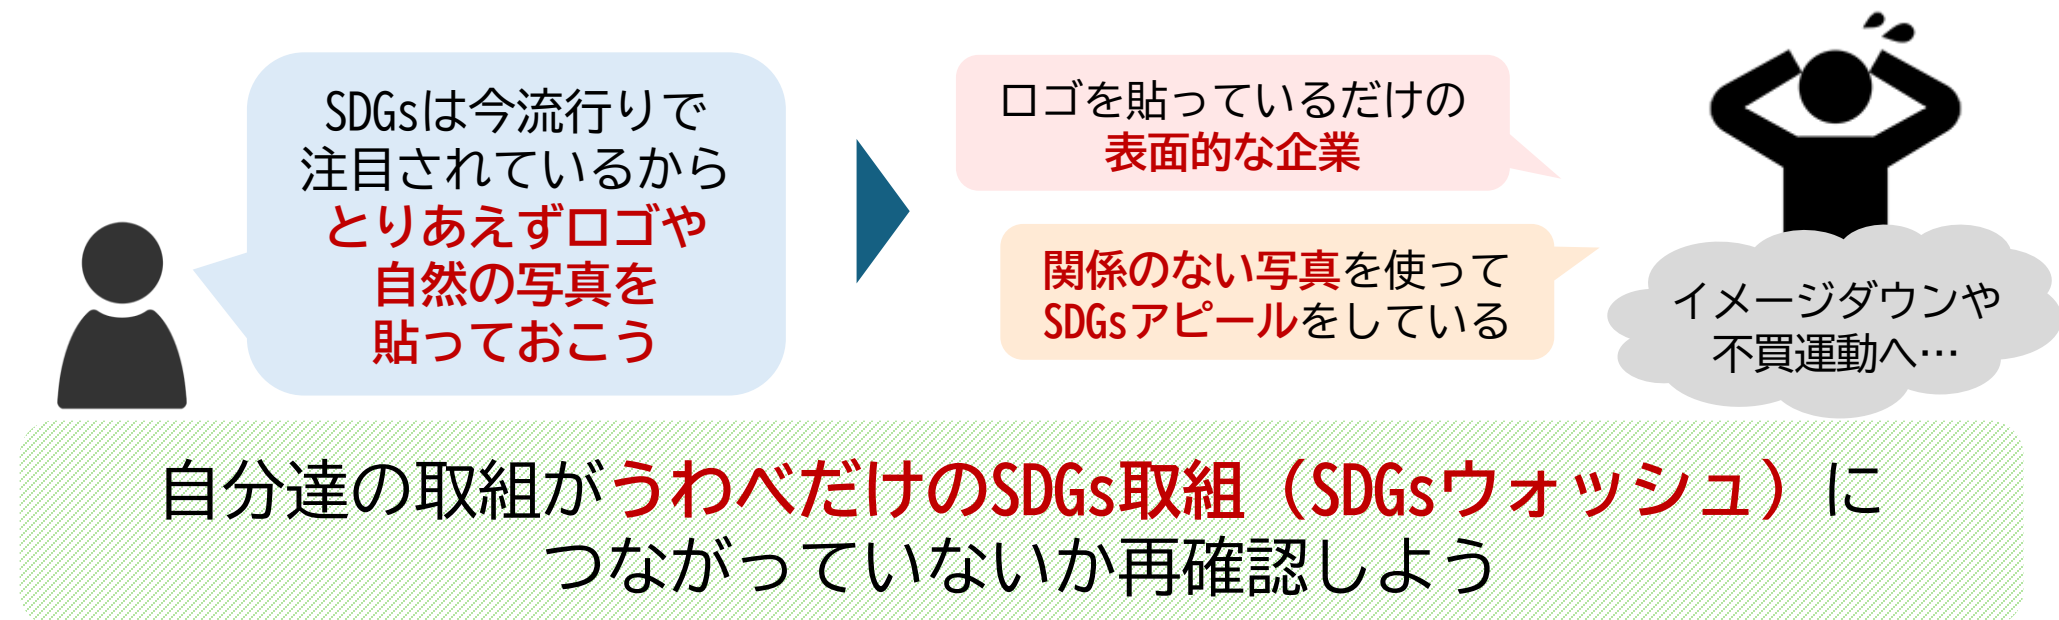 SDGsは今流行りで
注目されているから
とりあえずロゴや
自然の写真を
貼っておこう
ロゴを貼っているだけの
表面的な企業
関係のない写真を使って
SDGsアピールをしている
イメージダウンや
不買運動へ…
自分達の取組がうわべだけのSDGs取組（SDGsウォッシュ）に
つながっていないか再確認しよう